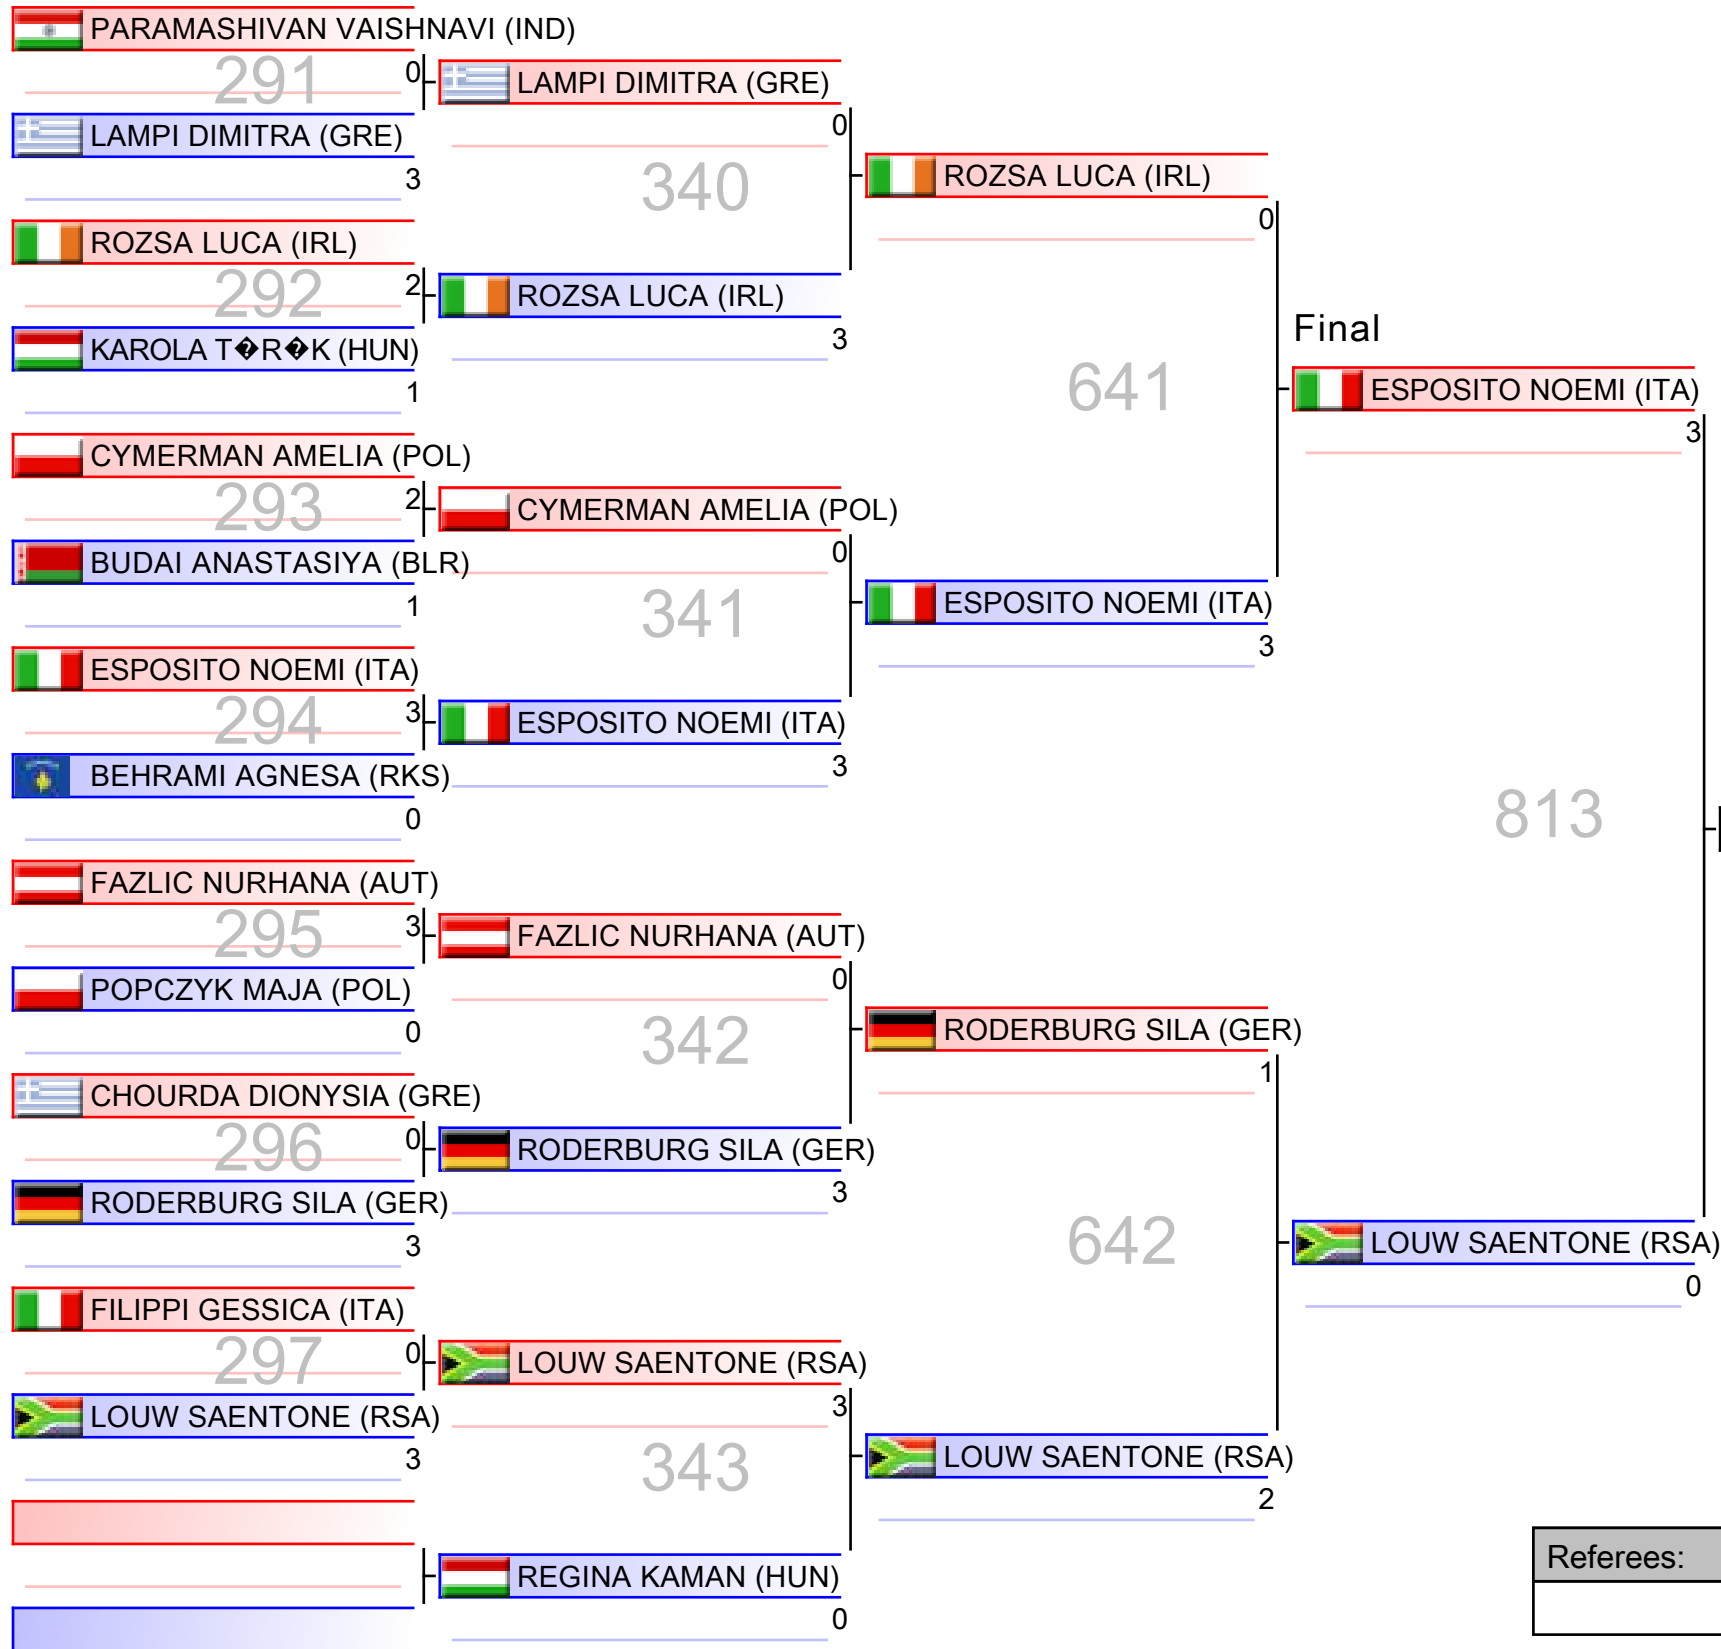 PARAMASHIVAN VAISHNAVI (IND)
291
0
LAMPI DIMITRA (GRE)
3
ROZSA LUCA (IRL)
292
2
KAROLA T�R�K (HUN)
1
CYMERMAN AMELIA (POL)
293
2
BUDAI ANASTASIYA (BLR)
1
ESPOSITO NOEMI (ITA)
294
3
BEHRAMI AGNESA (RKS)
0
FAZLIC NURHANA (AUT)
295
3
POPCZYK MAJA (POL)
0
CHOURDA DIONYSIA (GRE)
296
0
RODERBURG SILA (GER)
3
FILIPPI GESSICA (ITA)
297
0
LOUW SAENTONE (RSA)
3
LAMPI DIMITRA (GRE)
0
340
ROZSA LUCA (IRL)
3
CYMERMAN AMELIA (POL)
0
341
ESPOSITO NOEMI (ITA)
3
FAZLIC NURHANA (AUT)
0
342
RODERBURG SILA (GER)
3
LOUW SAENTONE (RSA)
3
343
REGINA KAMAN (HUN)
0
ROZSA LUCA (IRL)
0
641
ESPOSITO NOEMI (ITA)
3
RODERBURG SILA (GER)
1
642
LOUW SAENTONE (RSA)
2
Final
ESPOSITO NOEMI (ITA)
3
813
LOUW SAENTONE (RSA)
0
Referees: